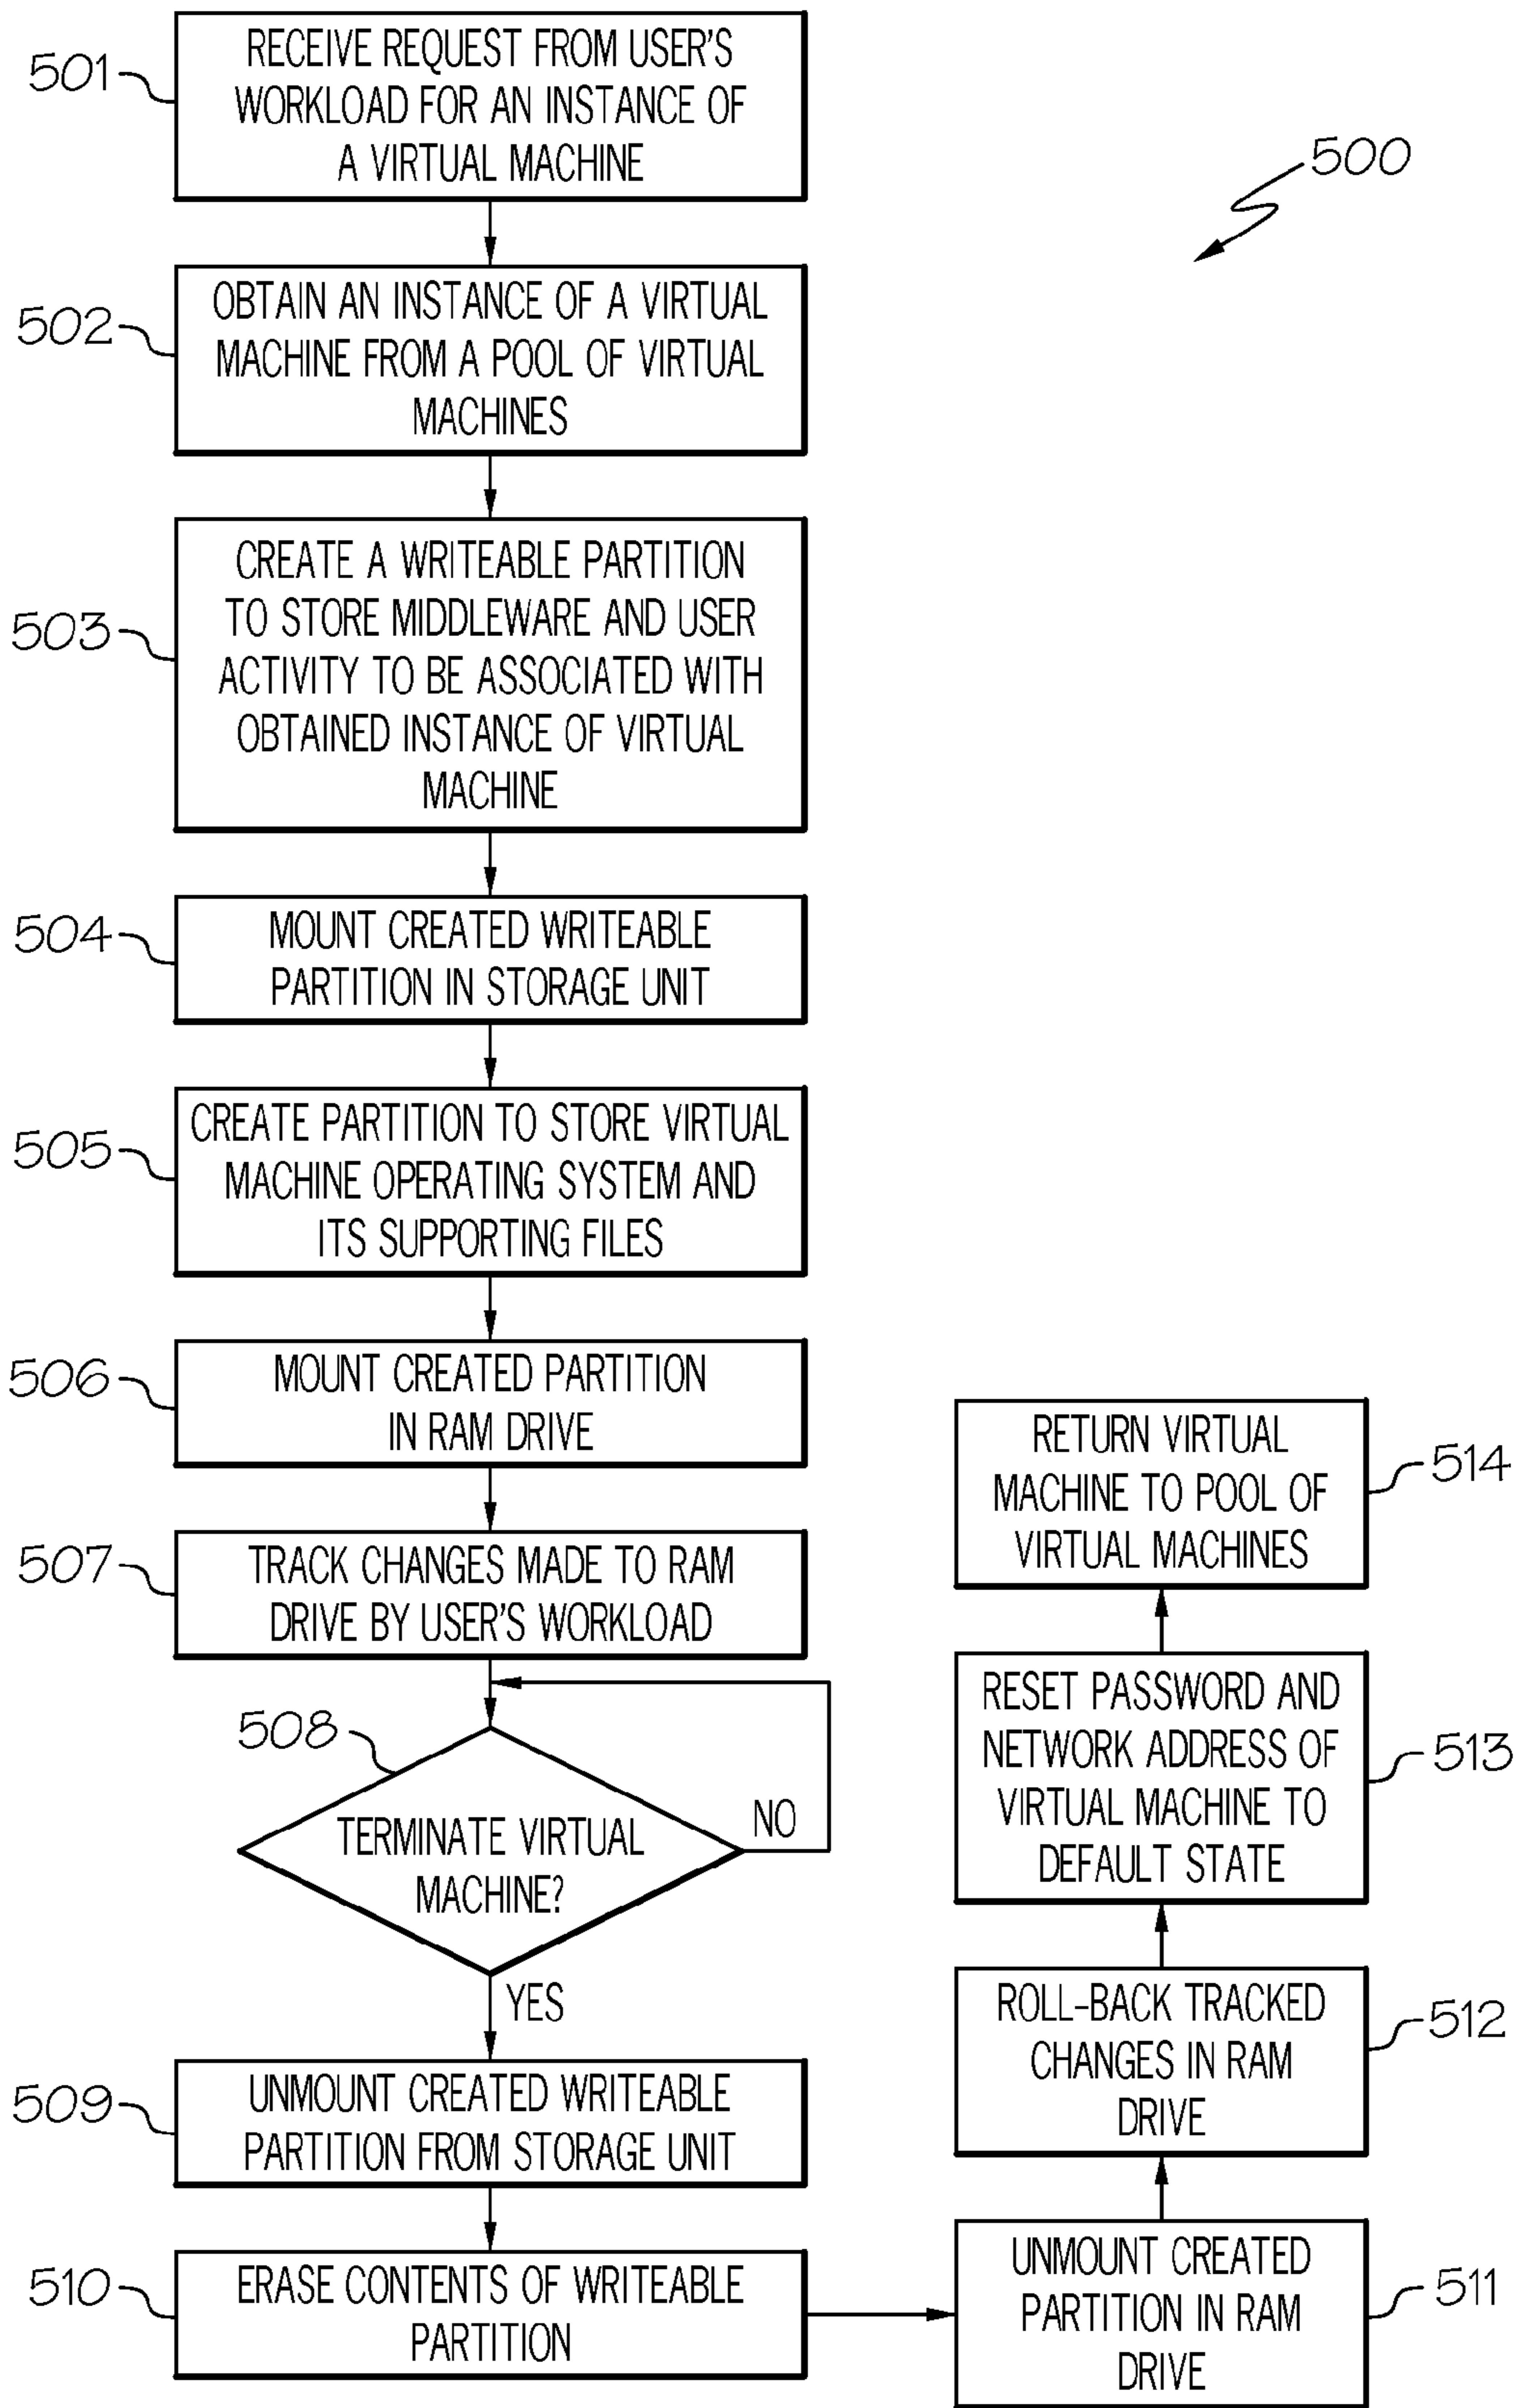 501
RECEIVE REQUEST FROM USER'S
WORKLOAD FOR AN INSTANCE OF
A VIRTUAL MACHINE
500
502
OBTAIN AN INSTANCE OF A VIRTUAL
MACHINE FROM A POOL OF VIRTUAL
MACHINES
503
CREATE A WRITEABLE PARTITION
TO STORE MIDDLEWARE AND USER
ACTIVITY TO BE ASSOCIATED WITH
OBTAINED INSTANCE OF VIRTUAL
MACHINE
504
MOUNT CREATED WRITEABLE
PARTITION IN STORAGE UNIT
505
CREATE PARTITION TO STORE VIRTUAL
MACHINE OPERATING SYSTEM AND
ITS SUPPORTING FILES
506
MOUNT CREATED PARTITION
IN RAM DRIVE
507
TRACK CHANGES MADE TO RAM
DRIVE BY USER'S WORKLOAD
508
TERMINATE VIRTUAL
MACHINE?
NO
YES
509
UNMOUNT CREATED WRITEABLE
PARTITION FROM STORAGE UNIT
510
ERASE CONTENTS OF WRITEABLE
PARTITION
UNMOUNT CREATED
PARTITION IN RAM
DRIVE
511
ROLL-BACK TRACKED
CHANGES IN RAM
DRIVE
512
RESET PASSWORD AND
NETWORK ADDRESS OF
VIRTUAL MACHINE TO
DEFAULT STATE
513
RETURN VIRTUAL
MACHINE TO POOL OF
VIRTUAL MACHINES
514